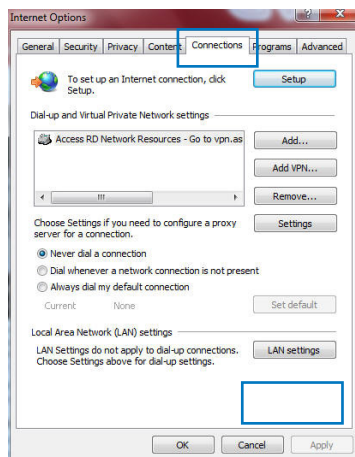 Internet Options
General Security Privacy Content Connections Programs Advanced
To set up an Internet connection, click Setup.
Setup
Dial-up and Virtual Private Network settings
Access RD Network Resources - Go to vpn.as
Add...
Add VPN...
Remove...
Choose Settings if you need to configure a proxy
server for a connection.
Settings
Never dial a connection
Dial whenever a network connection is not present
Always dial my default connection
Current None
Set default
Local Area Network (LAN) settings
LAN Settings do not apply to dial-up connections.
Choose Settings above for dial-up settings.
LAN settings
OK Cancel Apply